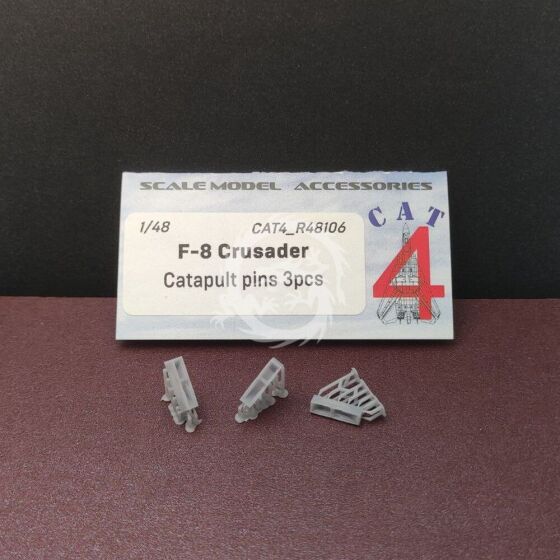 SCALE MODEL ACCESSORIES
1/48 CAT4_R48106
F-8 Crusader
Catapult pins 3pcs
CAT
4